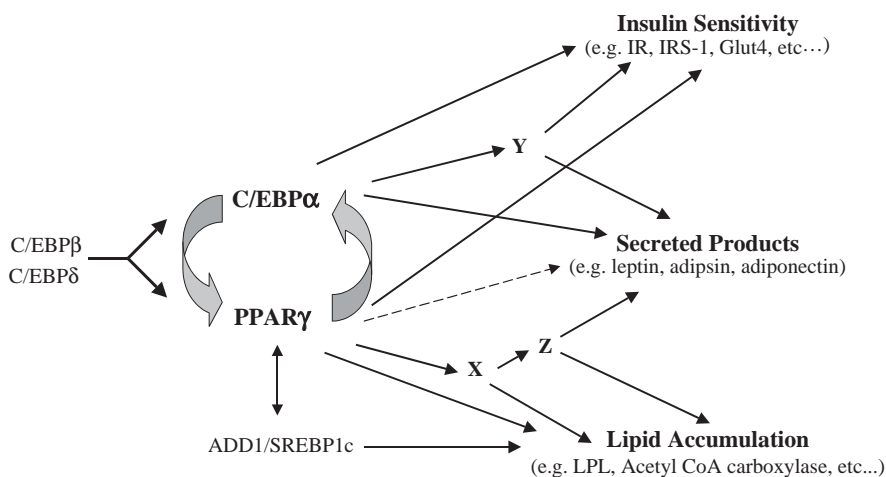 Insulin Sensitivity
(e.g. IR, IRS-1, Glut4, etc…)
Y
C/EBPα
C/EBPβ
C/EBPδ
Secreted Products
(e.g. leptin, adipsin, adiponectin)
PPARγ
Z
X
ADD1/SREBP1c
Lipid Accumulation
(e.g. LPL, Acetyl CoA carboxylase, etc...)